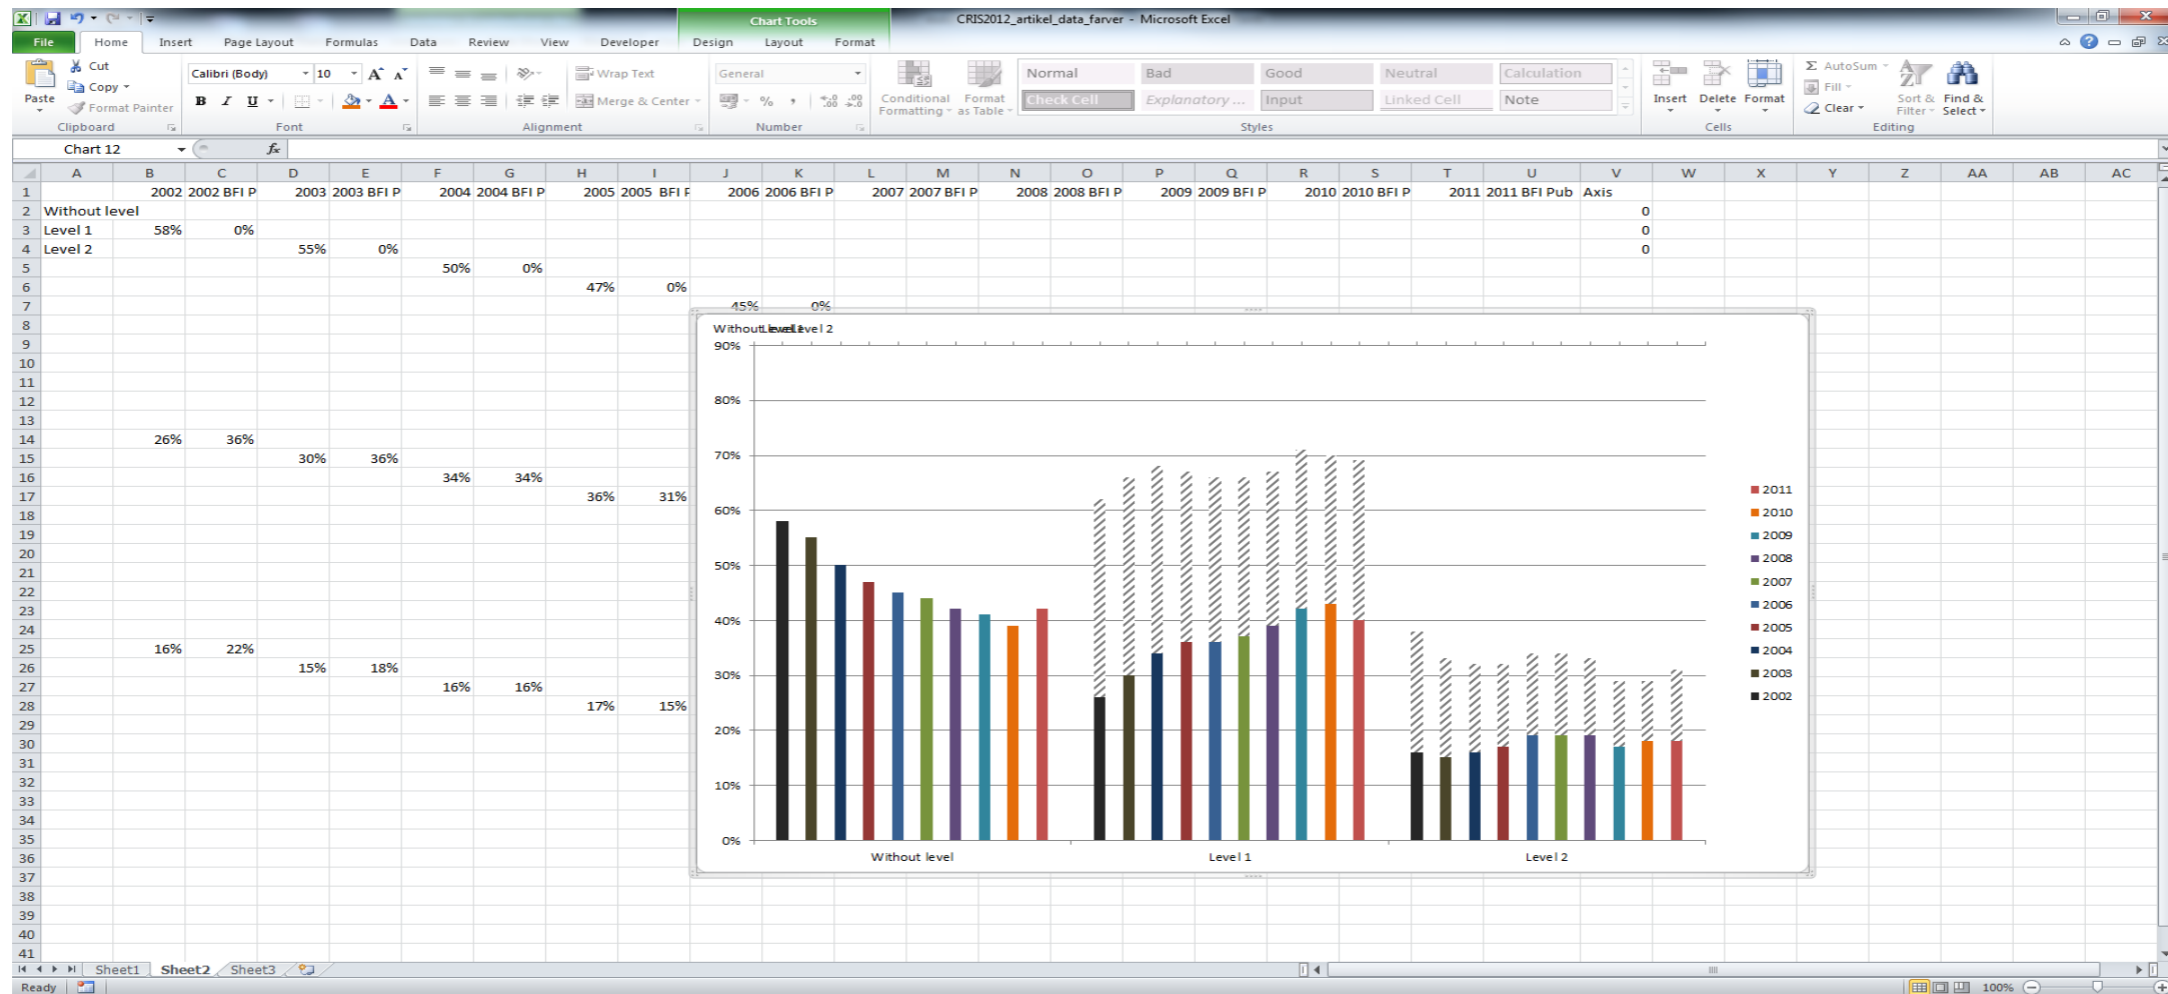 Chart Tools
CRIS2012_artikel_data_farver - Microsoft Excel
File Home Insert Page Layout Formulas Data Review View Developer Design Layout Format
Paste
Cut
Copy
Format Painter
Clipboard
Calibri (Body) 10
B I U
Font
Wrap Text
Merge & Center
Alignment
General
% ,
Number
Conditional Formatting
Format as Table
Normal Bad Good Neutral Calculation
Check Cell Explanatory ... Input Linked Cell Note
Styles
Insert Delete Format
Cells
Σ AutoSum
Fill
Clear
Sort & Filter
Find & Select
Editing
Chart 12 fx
A B C D E F G H I J K L M N O P Q R S T U V W X Y Z AA AB AC
1 2002 2002 BFI P 2003 2003 BFI P 2004 2004 BFI P 2005 2005 BFI F 2006 2006 BFI P 2007 2007 BFI P 2008 2008 BFI P 2009 2009 BFI P 2010 2010 BFI P 2011 2011 BFI Pub Axis
2 Without level 0
3 Level 1 58% 0% 0
4 Level 2 55% 0% 0
5 50% 0%
6 47% 0%
7 45% 0%
8
9
10
11
12
13
14 26% 36%
15 30% 36%
16 34% 34%
17 36% 31%
18
19
20
21
22
23
24
25 16% 22%
26 15% 18%
27 16% 16%
28 17% 15%
29
30
31
32
33
34
35
36
37
38
39
40
41
Without level Level 2
90%
80%
70%
60%
50%
40%
30%
20%
10%
0%
Without level Level 1 Level 2
2011
2010
2009
2008
2007
2006
2005
2004
2003
2002
Sheet1 Sheet2 Sheet3
Ready 100%